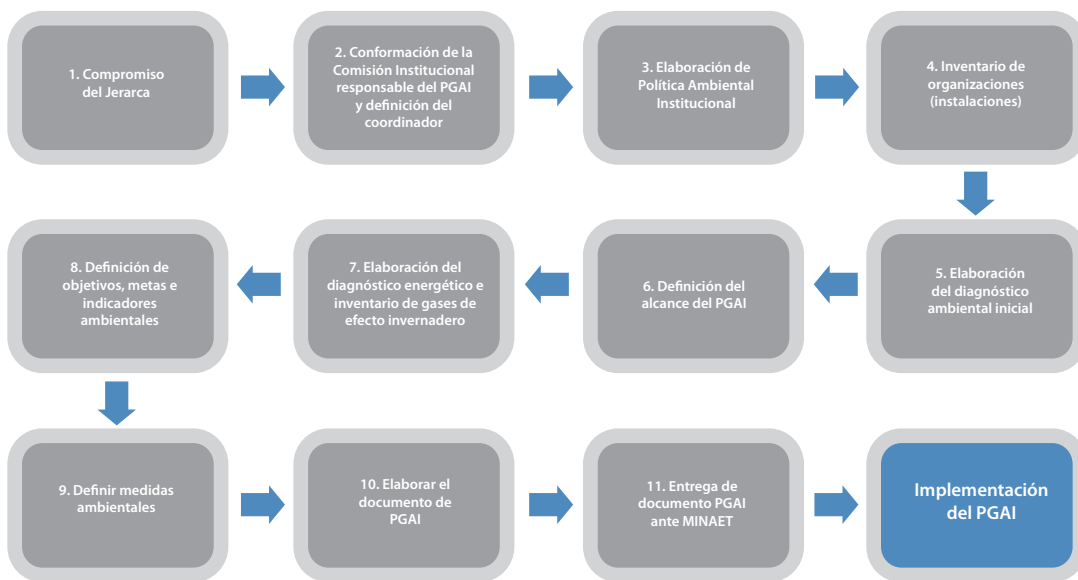 1. Compromiso
del Jerarca
2. Conformación de la
Comisión Institucional
responsable del PGAI
y definición del
coordinador
3. Elaboración de
Política Ambiental
Institucional
4. Inventario de
organizaciones
(instalaciones)
5. Elaboración
del diagnóstico
ambiental inicial
6. Definición del
alcance del PGAI
7. Elaboración del
diagnóstico energético e
inventario de gases de
efecto invernadero
8. Definición de
objetivos, metas e
indicadores
ambientales
9. Definir medidas
ambientales
10. Elaborar el
documento de
PGAI
11. Entrega de
documento PGAI
ante MINAET
Implementación
del PGAI